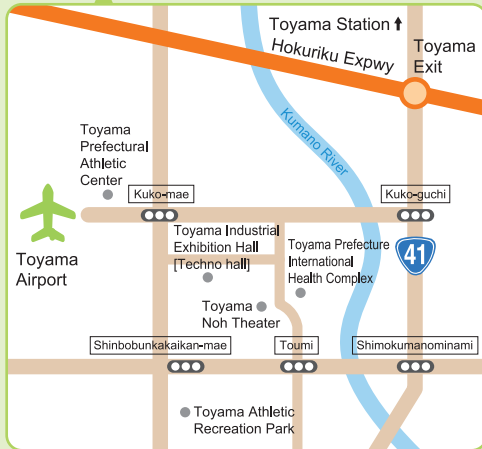 Toyama Station
Hokuriku Expwy
Toyama
Exit
Kumano River
Toyama
Prefectural
Athletic
Center
Kuko-mae
Kuko-guchi
Toyama
Airport
Toyama Industrial
Exhibition Hall
[Techno hall]
Toyama Prefecture
International
Health Complex
41
Toyama
Noh Theater
Shinbobunkakaikan-mae
Toumi
Shimokumanominami
Toyama Athletic
Recreation Park